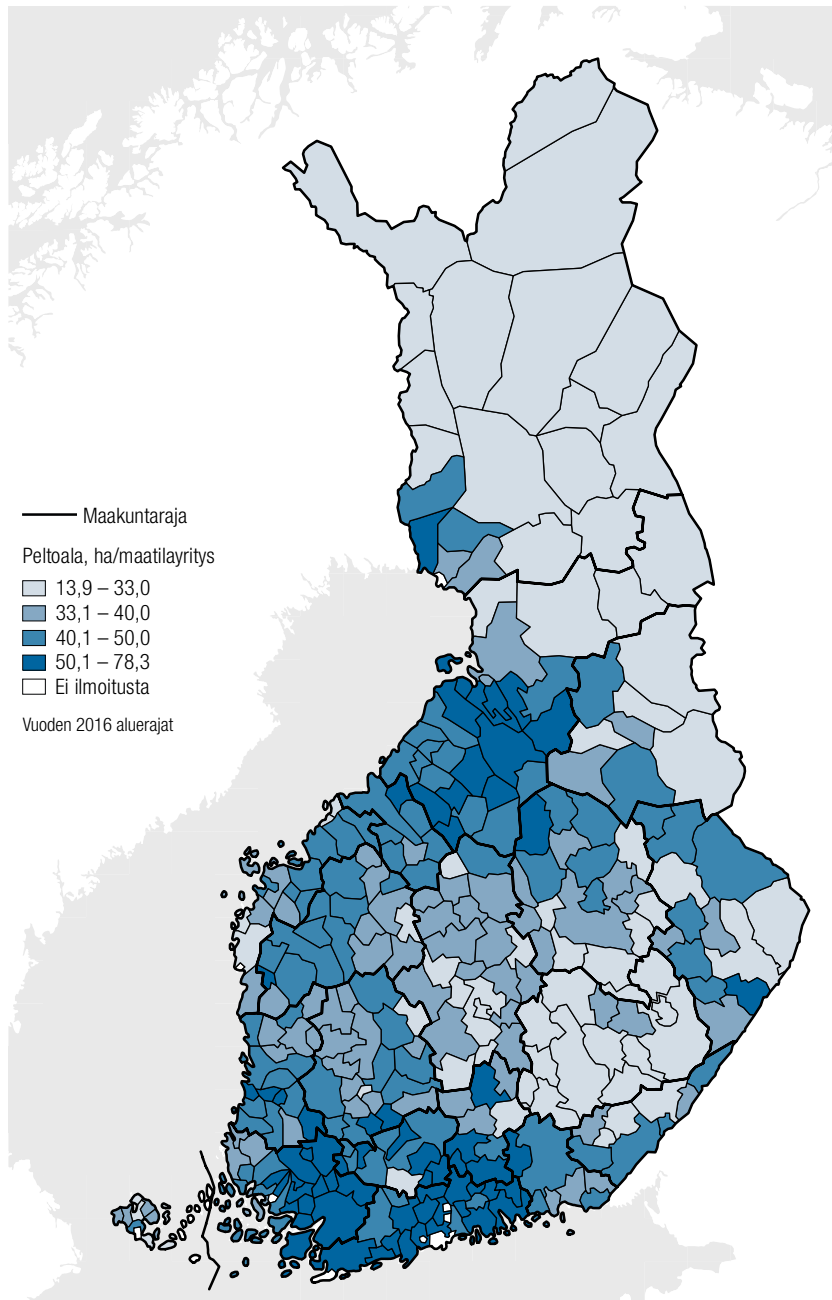 Maakuntaraja
Peltoala, ha/maatilayritys
13,9 – 33,0
33,1 – 40,0
40,1 – 50,0
50,1 – 78,3
Ei ilmoitusta
Vuoden 2016 aluerajat